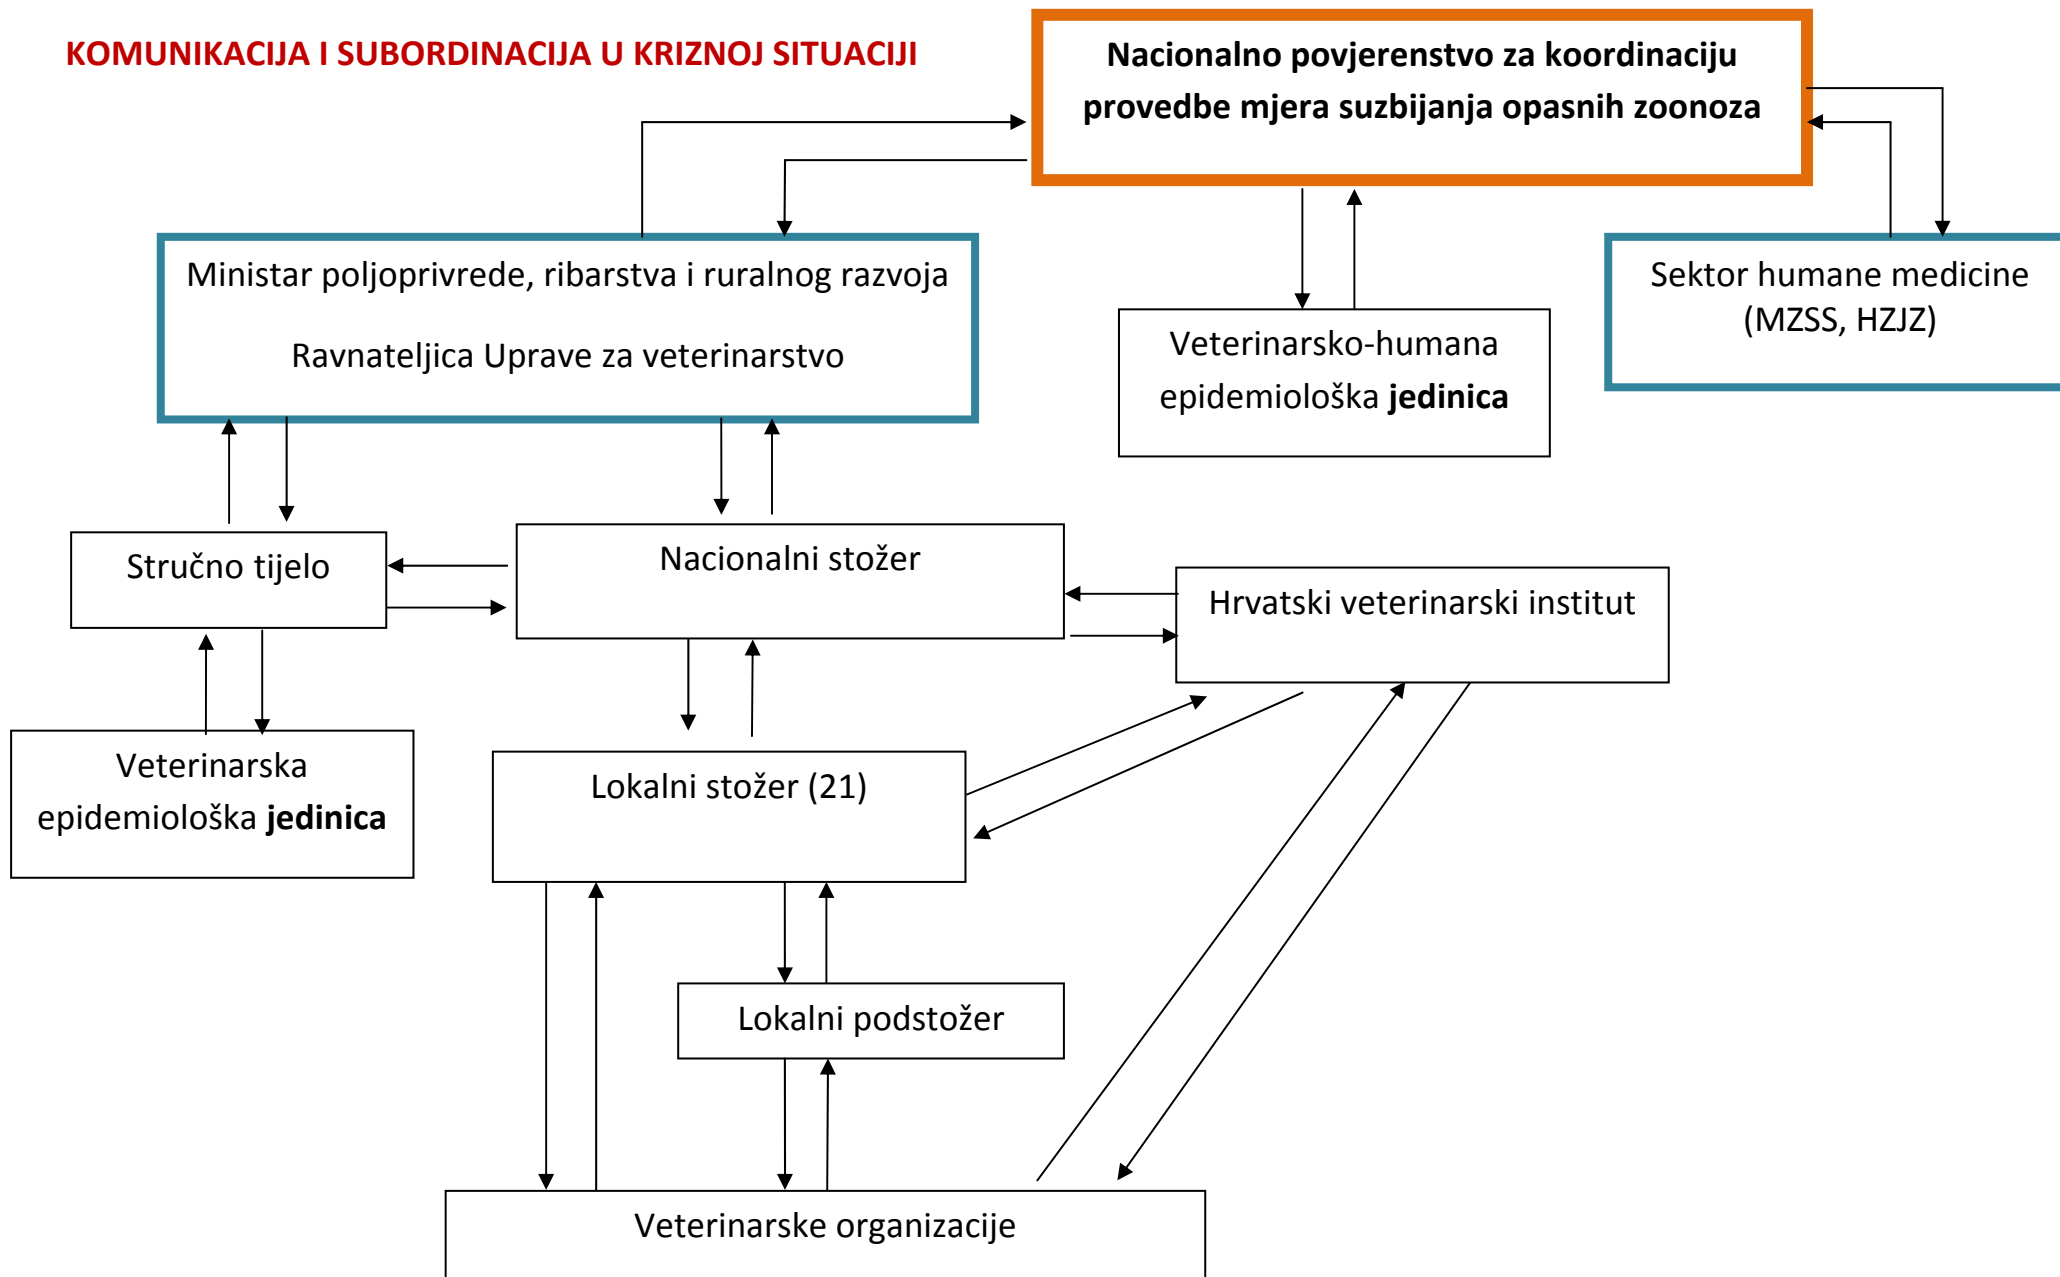 KOMUNIKACIJA I SUBORDINACIJA U KRIZNOJ SITUACIJI
Nacionalno povjerenstvo za koordinaciju
provedbe mjera suzbijanja opasnih zoonoza
Ministar poljoprivrede, ribarstva i ruralnog razvoja
Ravnateljica Uprave za veterinarstvo
Sektor humane medicine
(MZSS, HZJZ)
Veterinarsko-humana
epidemiološka jedinica
Stručno tijelo
Nacionalni stožer
Hrvatski veterinarski institut
Veterinarska
epidemiološka jedinica
Lokalni stožer (21)
Lokalni podstožer
Veterinarske organizacije